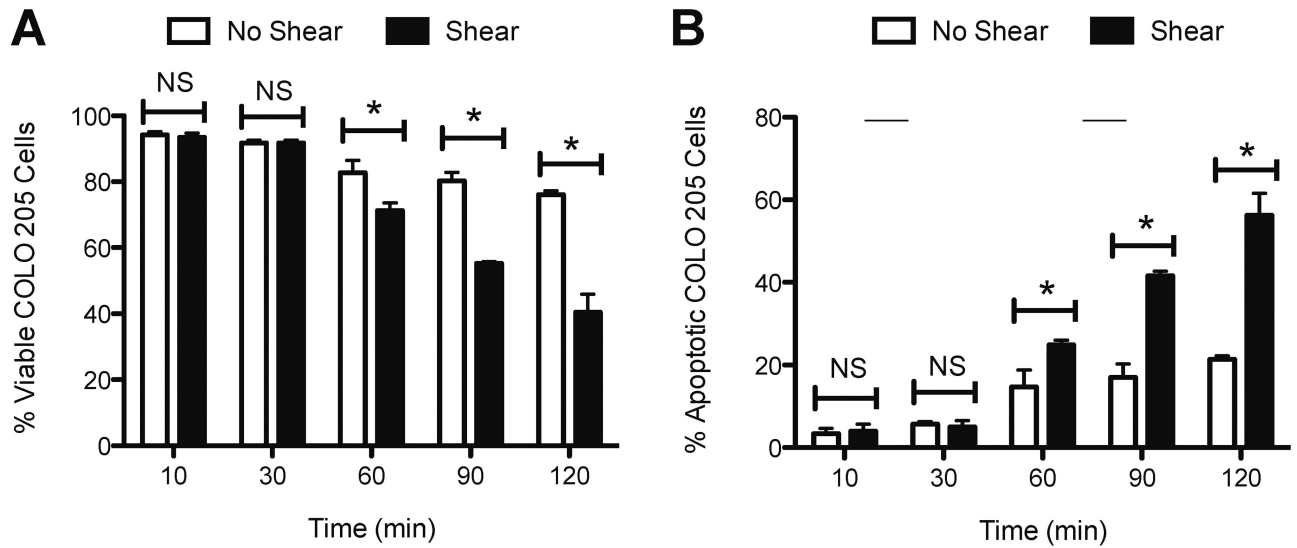 A
No Shear
Shear
% Viable COLO 205 Cells
100
80
60
40
20
0
NS
NS
*
*
*
10
30
60
90
120
Time (min)
B
No Shear
Shear
% Apoptotic COLO 205 Cells
80
60
40
20
0
NS
NS
*
*
*
10
30
60
90
120
Time (min)